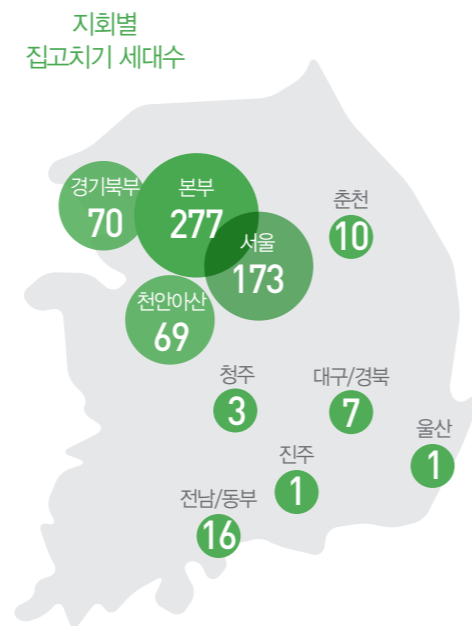 지회별
집고치기 세대수
경기북부
70
본부
277
서울
173
춘천
10
천안아산
69
청주
3
대구/경북
7
울산
1
진주
1
전남/동부
16